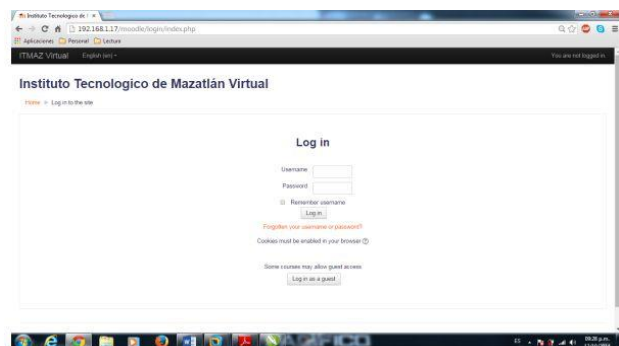 Instituto Tecnologico de
192.168.1.17/moodle/login/index.php
Aplicaciones Personal Lecture
ITMAZ Virtual English (en)
You are not logged in.
Instituto Tecnologico de Mazatlán Virtual
Home Log in to the site
Log in
Username
Password
Remember username
Log in
Forgotten your username or password?
Cookies must be enabled in your browser
Some courses may allow guest access
Log in as a guest
ES
09:28 p.m.